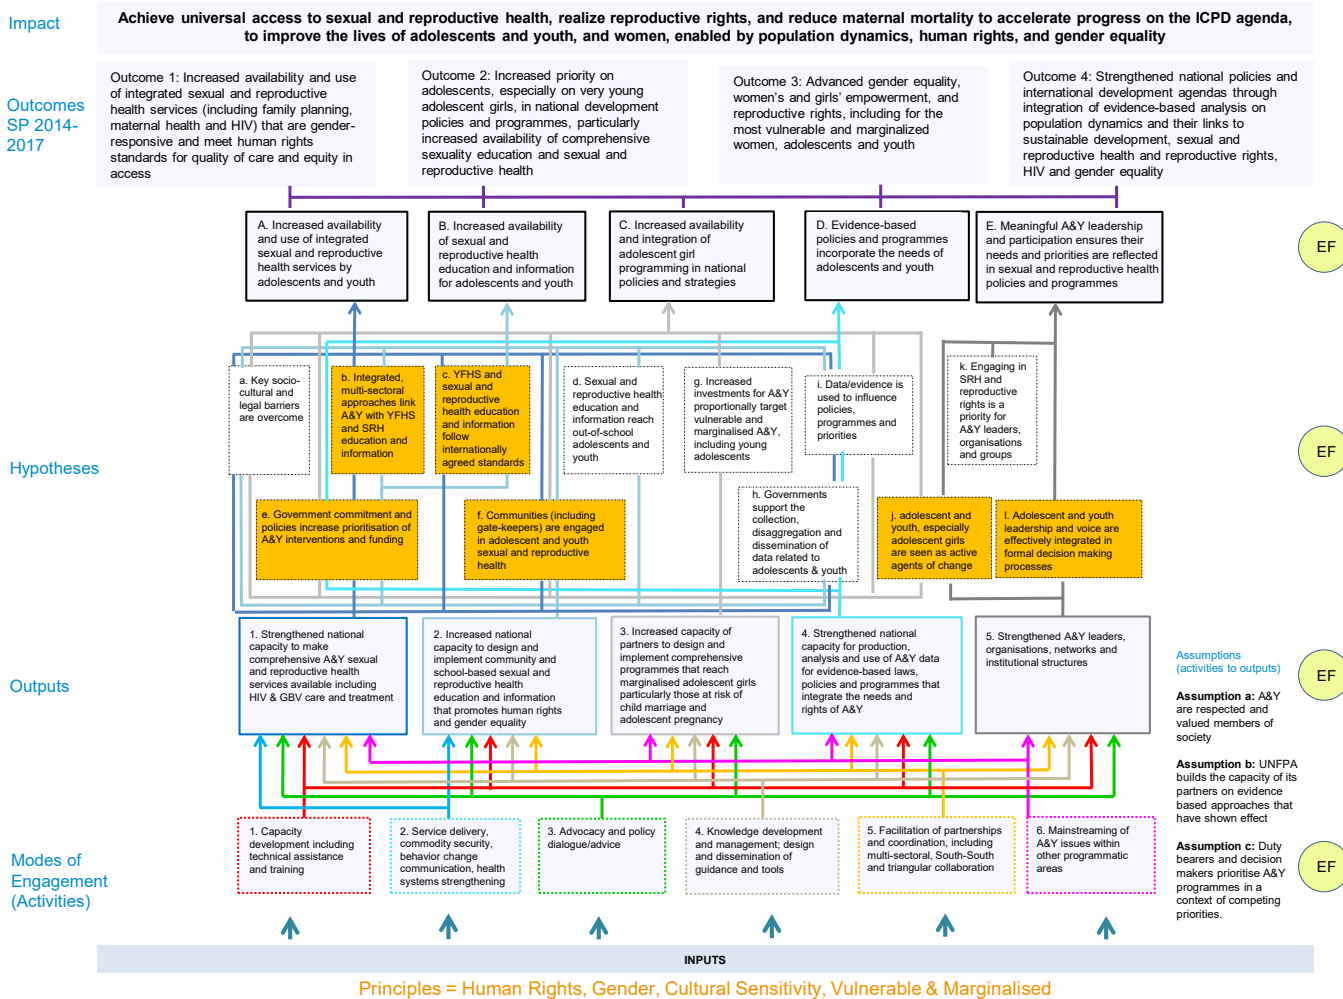 Impact
Achieve universal access to sexual and reproductive health, realize reproductive rights, and reduce maternal mortality to accelerate progress on the ICPD agenda,
to improve the lives of adolescents and youth, and women, enabled by population dynamics, human rights, and gender equality
Outcomes
SP 2014-
2017
Outcome 1: Increased availability and use
of integrated sexual and reproductive
health services (including family planning,
maternal health and HIV) that are gender-
responsive and meet human rights
standards for quality of care and equity in
access
Outcome 2: Increased priority on
adolescents, especially on very young
adolescent girls, in national development
policies and programmes, particularly
increased availability of comprehensive
sexuality education and sexual and
reproductive health
Outcome 3: Advanced gender equality,
women's and girls' empowerment, and
reproductive rights, including for the
most vulnerable and marginalized
women, adolescents and youth
Outcome 4: Strengthened national policies and
international development agendas through
integration of evidence-based analysis on
population dynamics and their links to
sustainable development, sexual and
reproductive health and reproductive rights,
HIV and gender equality
A. Increased availability
and use of integrated
sexual and reproductive
health services by
adolescents and youth
B. Increased availability
of sexual and
reproductive health
education and information
for adolescents and youth
C. Increased availability
and integration of
adolescent girl
programming in national
policies and strategies
D. Evidence-based
policies and programmes
incorporate the needs of
adolescents and youth
E. Meaningful A&Y leadership
and participation ensures their
needs and priorities are reflected
in sexual and reproductive health
policies and programmes
EF
Hypotheses
a. Key socio-
cultural and
legal barriers
are overcome
b. Integrated,
multi-sectoral
approaches link
A&Y with YFHS
and SRH
education and
information
c. YFHS and
sexual and
reproductive
health education
and information
follow
internationally
agreed standards
d. Sexual and
reproductive health
education and
information reach
out-of-school
adolescents and
youth
g. Increased
investments for A&Y
proportionally target
vulnerable and
marginalised A&Y,
including young
adolescents
i. Data/evidence is
used to influence
policies,
programmes and
priorities
k. Engaging in
SRH and
reproductive
rights is a
priority for
A&Y leaders,
organisations
and groups
EF
e. Government commitment and
policies increase prioritisation of
A&Y interventions and funding
f. Communities (including
gate-keepers) are engaged
in adolescent and youth
sexual and reproductive
health
h. Governments
support the
collection,
disaggregation and
dissemination of
data related to
adolescents & youth
j. adolescent and
youth, especially
adolescent girls
are seen as active
agents of change
l. Adolescent and youth
leadership and voice are
effectively integrated in
formal decision making
processes
Outputs
1. Strengthened national
capacity to make
comprehensive A&Y sexual
and reproductive health
services available including
HIV & GBV care and treatment
2. Increased national
capacity to design and
implement community and
school-based sexual and
reproductive health
education and information
that promotes human rights
and gender equality
3. Increased capacity of
partners to design and
implement comprehensive
programmes that reach
marginalised adolescent girls
particularly those at risk of
child marriage and
adolescent pregnancy
4. Strengthened national
capacity for production,
analysis and use of A&Y data
for evidence-based laws,
policies and programmes that
integrate the needs and
rights of A&Y
5. Strengthened A&Y leaders,
organisations, networks and
institutional structures
Assumptions
(activities to outputs)
Assumption a: A&Y
are respected and
valued members of
society
Assumption b: UNFPA
builds the capacity of its
partners on evidence
based approaches that
have shown effect
Assumption c: Duty
bearers and decision
makers prioritise A&Y
programmes in a
context of competing
priorities.
EF
Modes of
Engagement
(Activities)
1. Capacity
development including
technical assistance
and training
2. Service delivery,
commodity security,
behavior change
communication, health
systems strengthening
3. Advocacy and policy
dialogue/advice
4. Knowledge development
and management; design
and dissemination of
guidance and tools
5. Facilitation of partnerships
and coordination, including
multi-sectoral, South-South
and triangular collaboration
6. Mainstreaming of
A&Y issues within
other programmatic
areas
EF
INPUTS
Principles = Human Rights, Gender, Cultural Sensitivity, Vulnerable & Marginalised